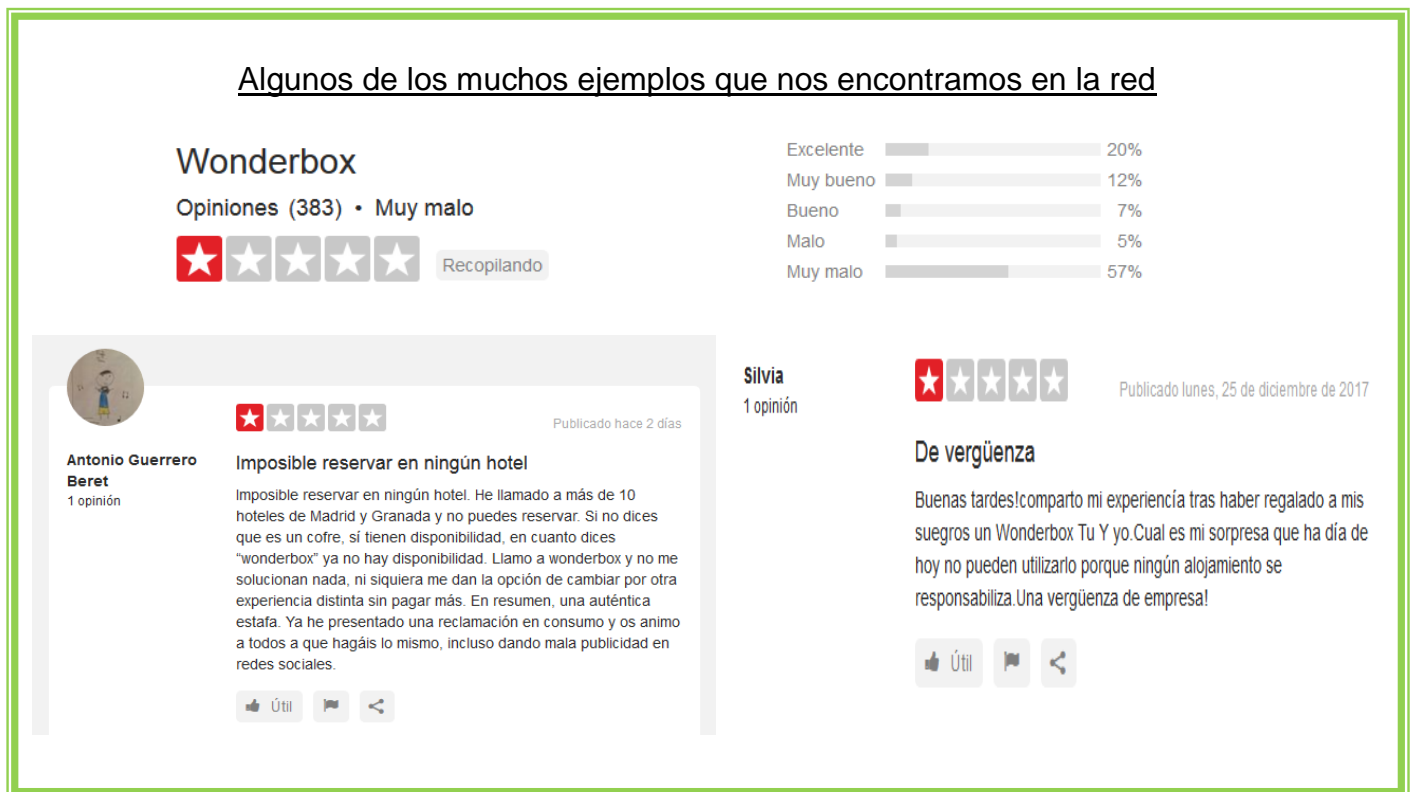 Algunos de los muchos ejemplos que nos encontramos en la red
Wonderbox
Opiniones (383) • Muy malo
Recopilando
Excelente 20%
Muy bueno 12%
Bueno 7%
Malo 5%
Muy malo 57%
Antonio Guerrero
Beret
1 opinión
Publicado hace 2 días
Imposible reservar en ningún hotel
Imposible reservar en ningún hotel. He llamado a más de 10
hoteles de Madrid y Granada y no puedes reservar. Si no dices
que es un cofre, sí tienen disponibilidad, en cuanto dices
“wonderbox” ya no hay disponibilidad. Llamo a wonderbox y no me
solucionan nada, ni siquiera me dan la opción de cambiar por otra
experiencia distinta sin pagar más. En resumen, una auténtica
estafa. Ya he presentado una reclamación en consumo y os animo
a todos a que hagáis lo mismo, incluso dando mala publicidad en
redes sociales.
Útil
Silvia
1 opinión
Publicado lunes, 25 de diciembre de 2017
De vergüenza
Buenas tardes!comparto mi experiencía tras haber regalado a mis
suegros un Wonderbox Tu Y yo.Cual es mi sorpresa que ha día de
hoy no pueden utilizarlo porque ningún alojamiento se
responsabiliza.Una vergüenza de empresa!
Útil